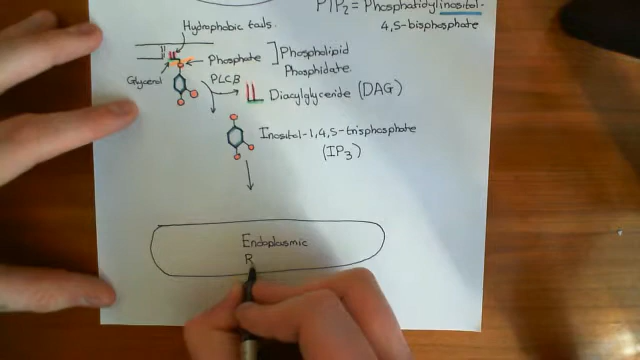 PIP2 = Phosphatidylinositol-
4,5-bisphosphate
Hydrophobic tails
Phosphate ] Phospholipid
Phosphidate
Glycerol
PLCβ
Diacylglyceride (DAG)
Inositol-1,4,5-trisphosphate
(IP3)
Endoplasmic
R